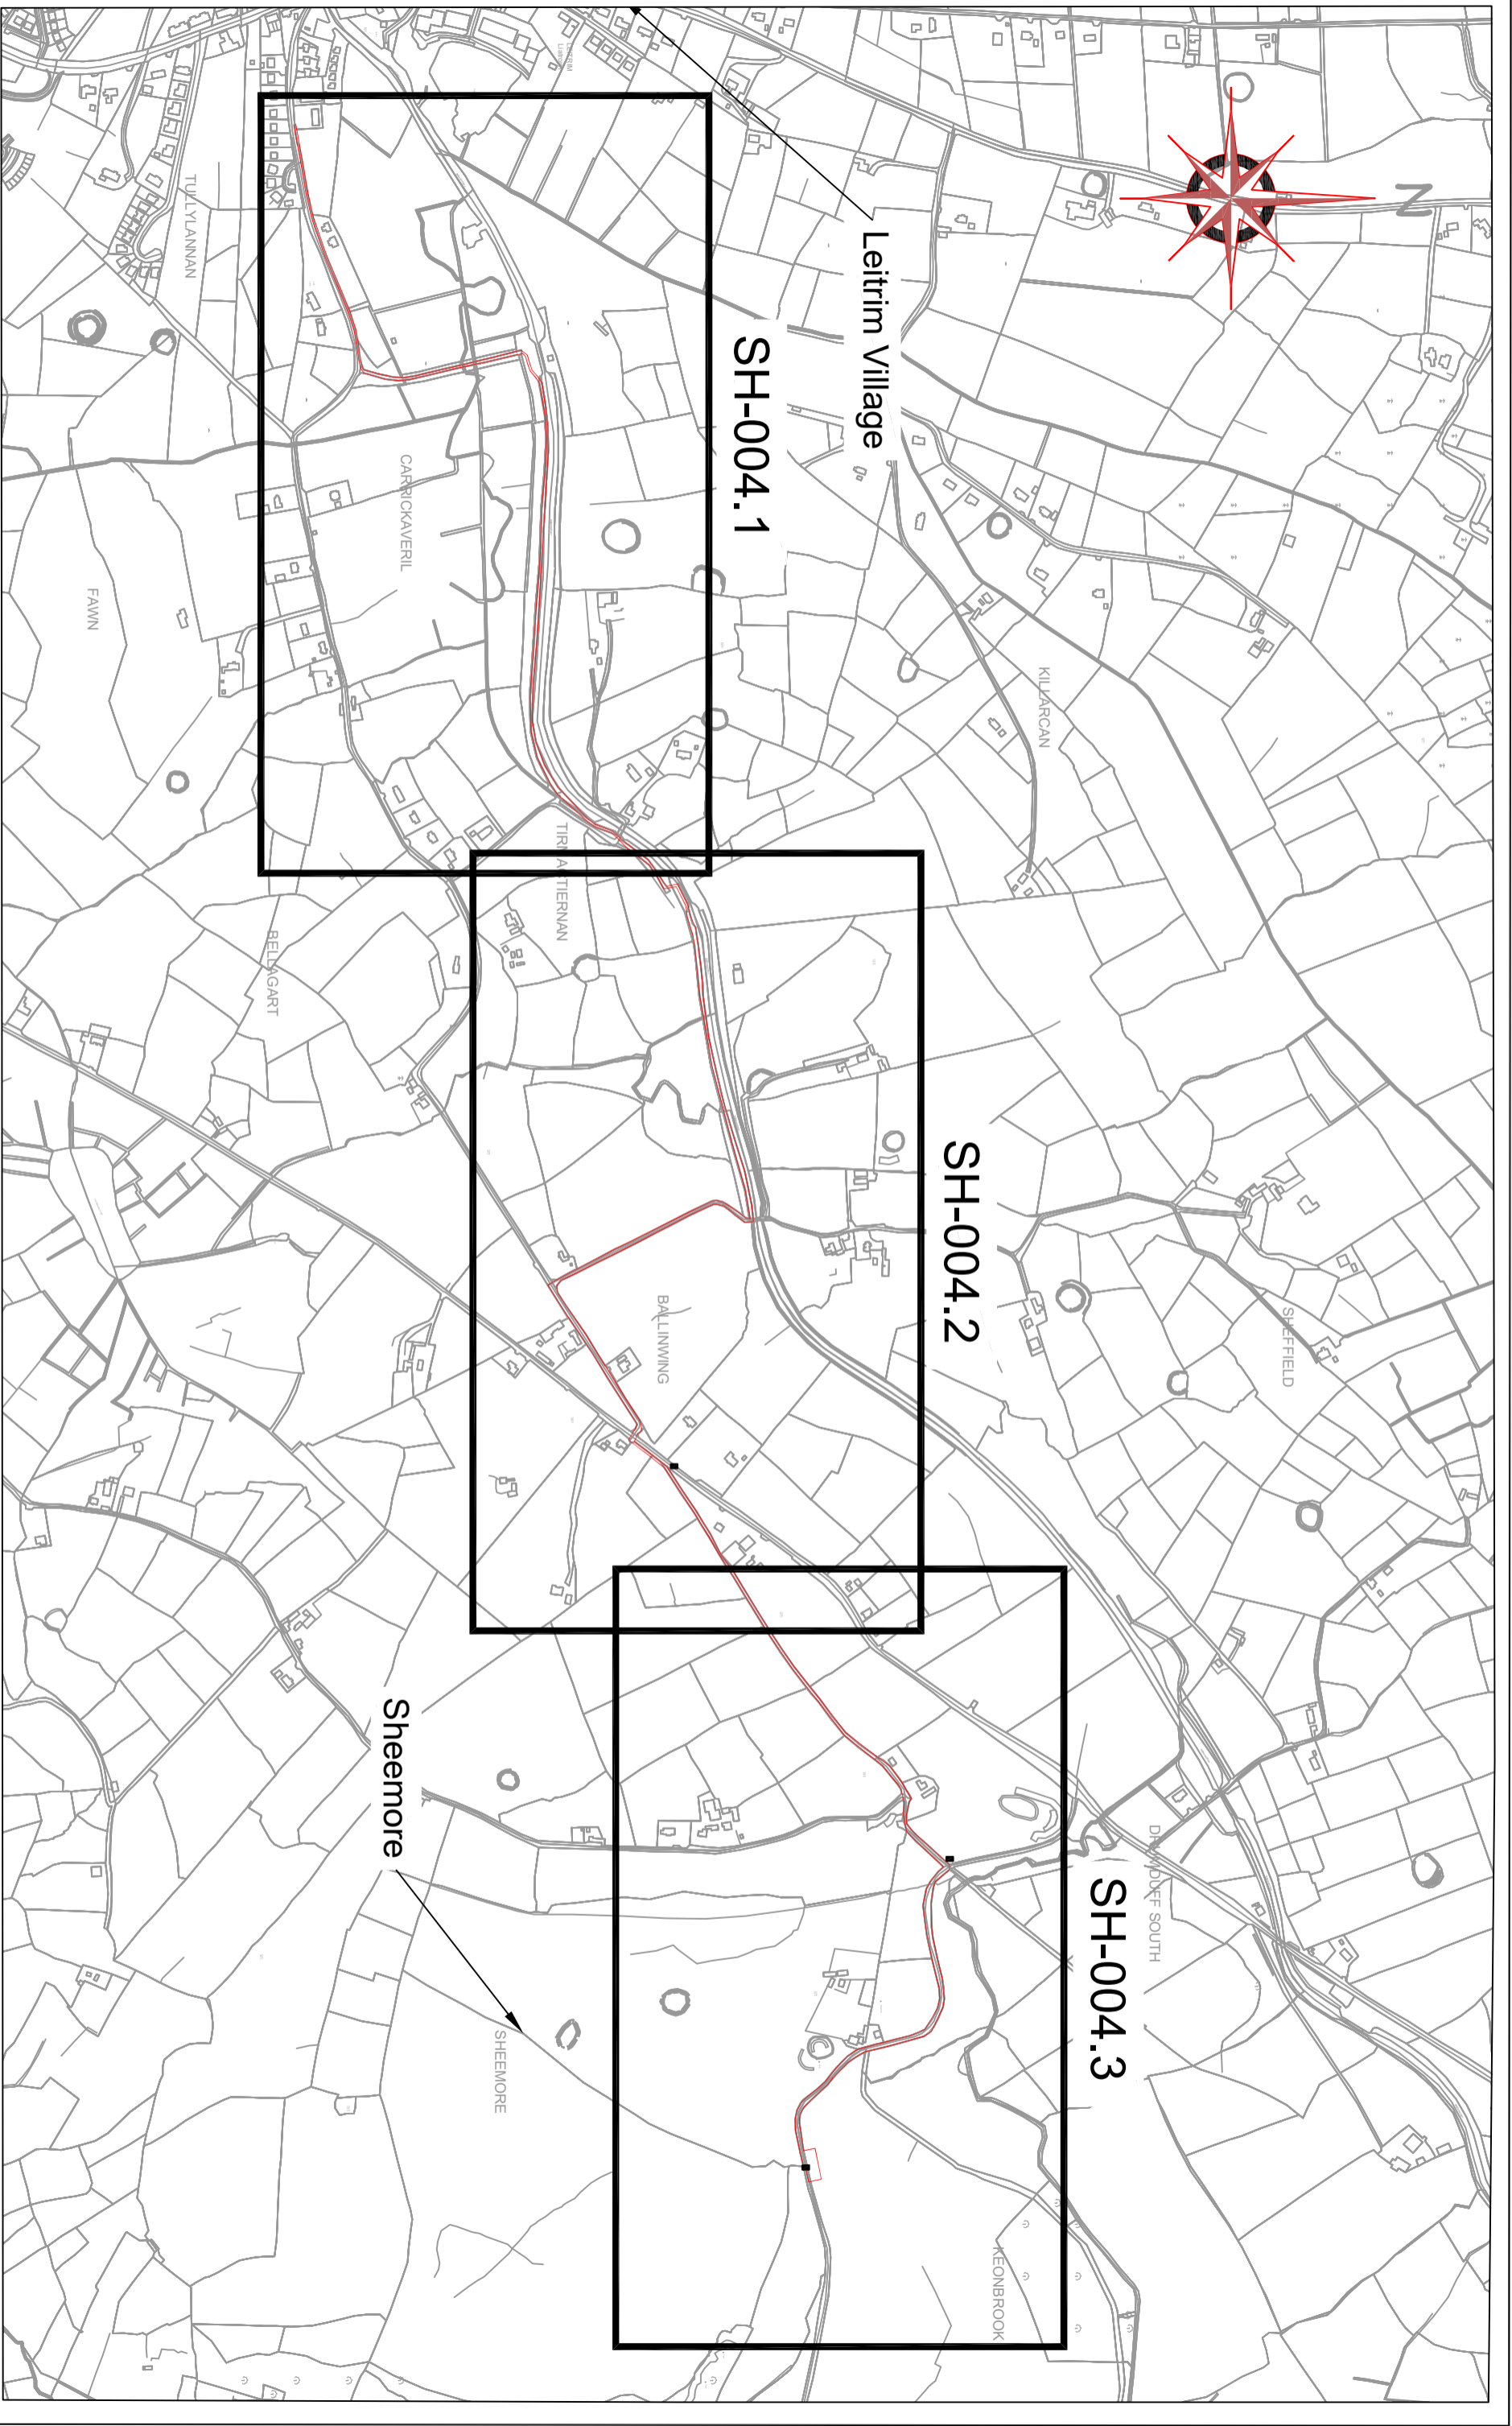 N
SHEFFIELD
DRUMDUFF SOUTH
SH-004.3
KILLARCAN
KEONBROOK
SH-004.2
Leitrim Village
SH-004.1
BALLINWING
LEITRIM
SHEEMORE
CARRICKAVERIL
Sheemore
BELLAGART
TULLYLANNAN
FAWN